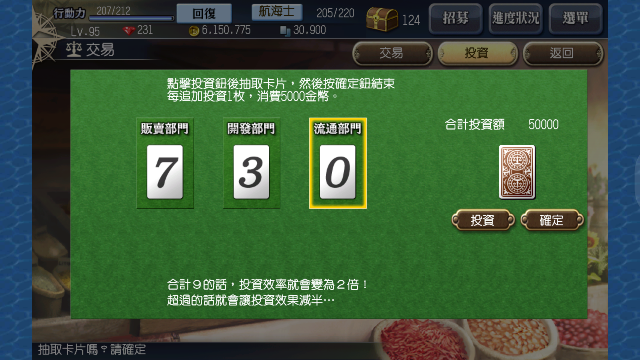 行動力 207/212 回復 航海士 205/220 124 招募 進度狀況 選單
Lv.95 231 6,150,775 30,900
交易 交易 投資 返回
點擊投資鈕後抽取卡片，然後按確定鈕結束
每追加投資1枚，消費5000金幣。
販賣部門 開發部門 流通部門 合計投資額 50000
7 3 0
投資 確定
合計９的話，投資效率就會變為２倍！
超過的話就會讓投資效果減半…
抽取卡片嗎？請確定